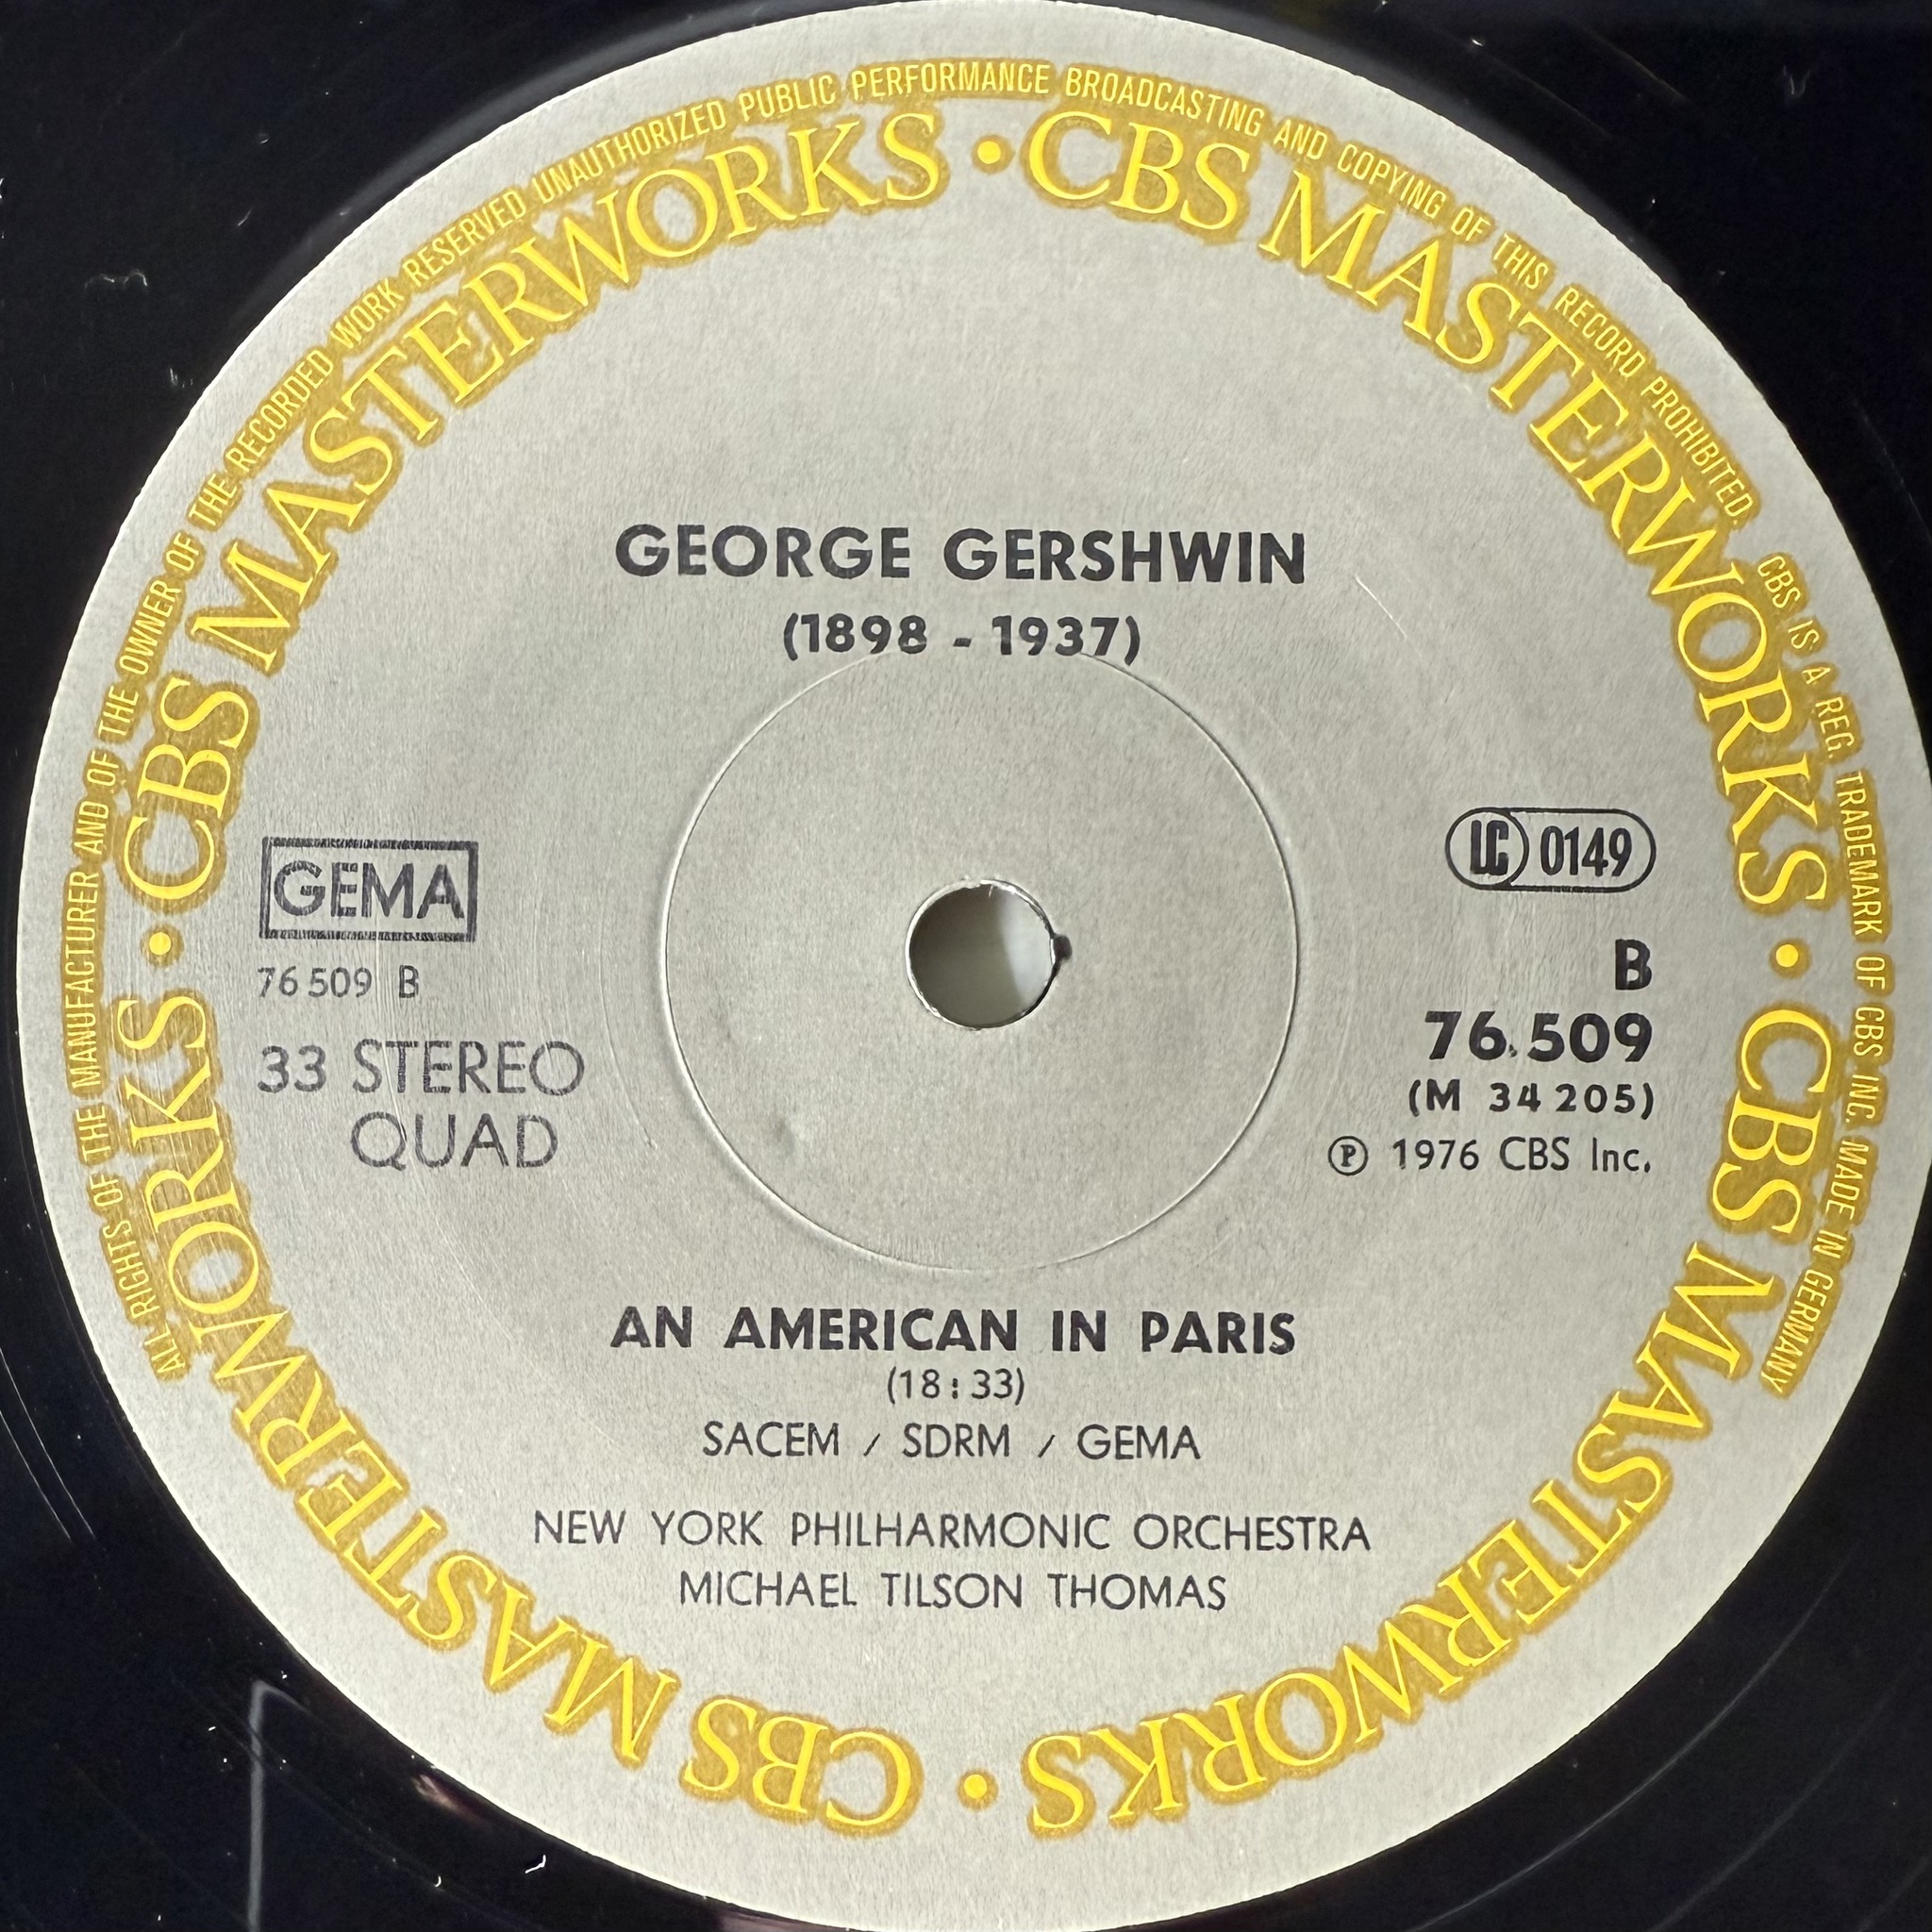 ALL RIGHTS OF THE MANUFACTURER AND OF THE OWNER OF THE RECORDED WORK RESERVED UNAUTHORIZED PUBLIC PERFORMANCE BROADCASTING AND COPYING OF THIS RECORD PROHIBITED.
CBS IS A REG. TRADEMARK OF CBS INC. MADE IN GERMANY
CBS MASTERWORKS • CBS MASTERWORKS • CBS MASTERWORKS • CBS MASTERWORKS •
GEORGE GERSHWIN
(1898 - 1937)
GEMA
76 509 B
33 STEREO
QUAD
LC 0149
B
76.509
(M 34 205)
Ⓟ 1976 CBS Inc.
AN AMERICAN IN PARIS
(18:33)
SACEM / SDRM / GEMA
NEW YORK PHILHARMONIC ORCHESTRA
MICHAEL TILSON THOMAS